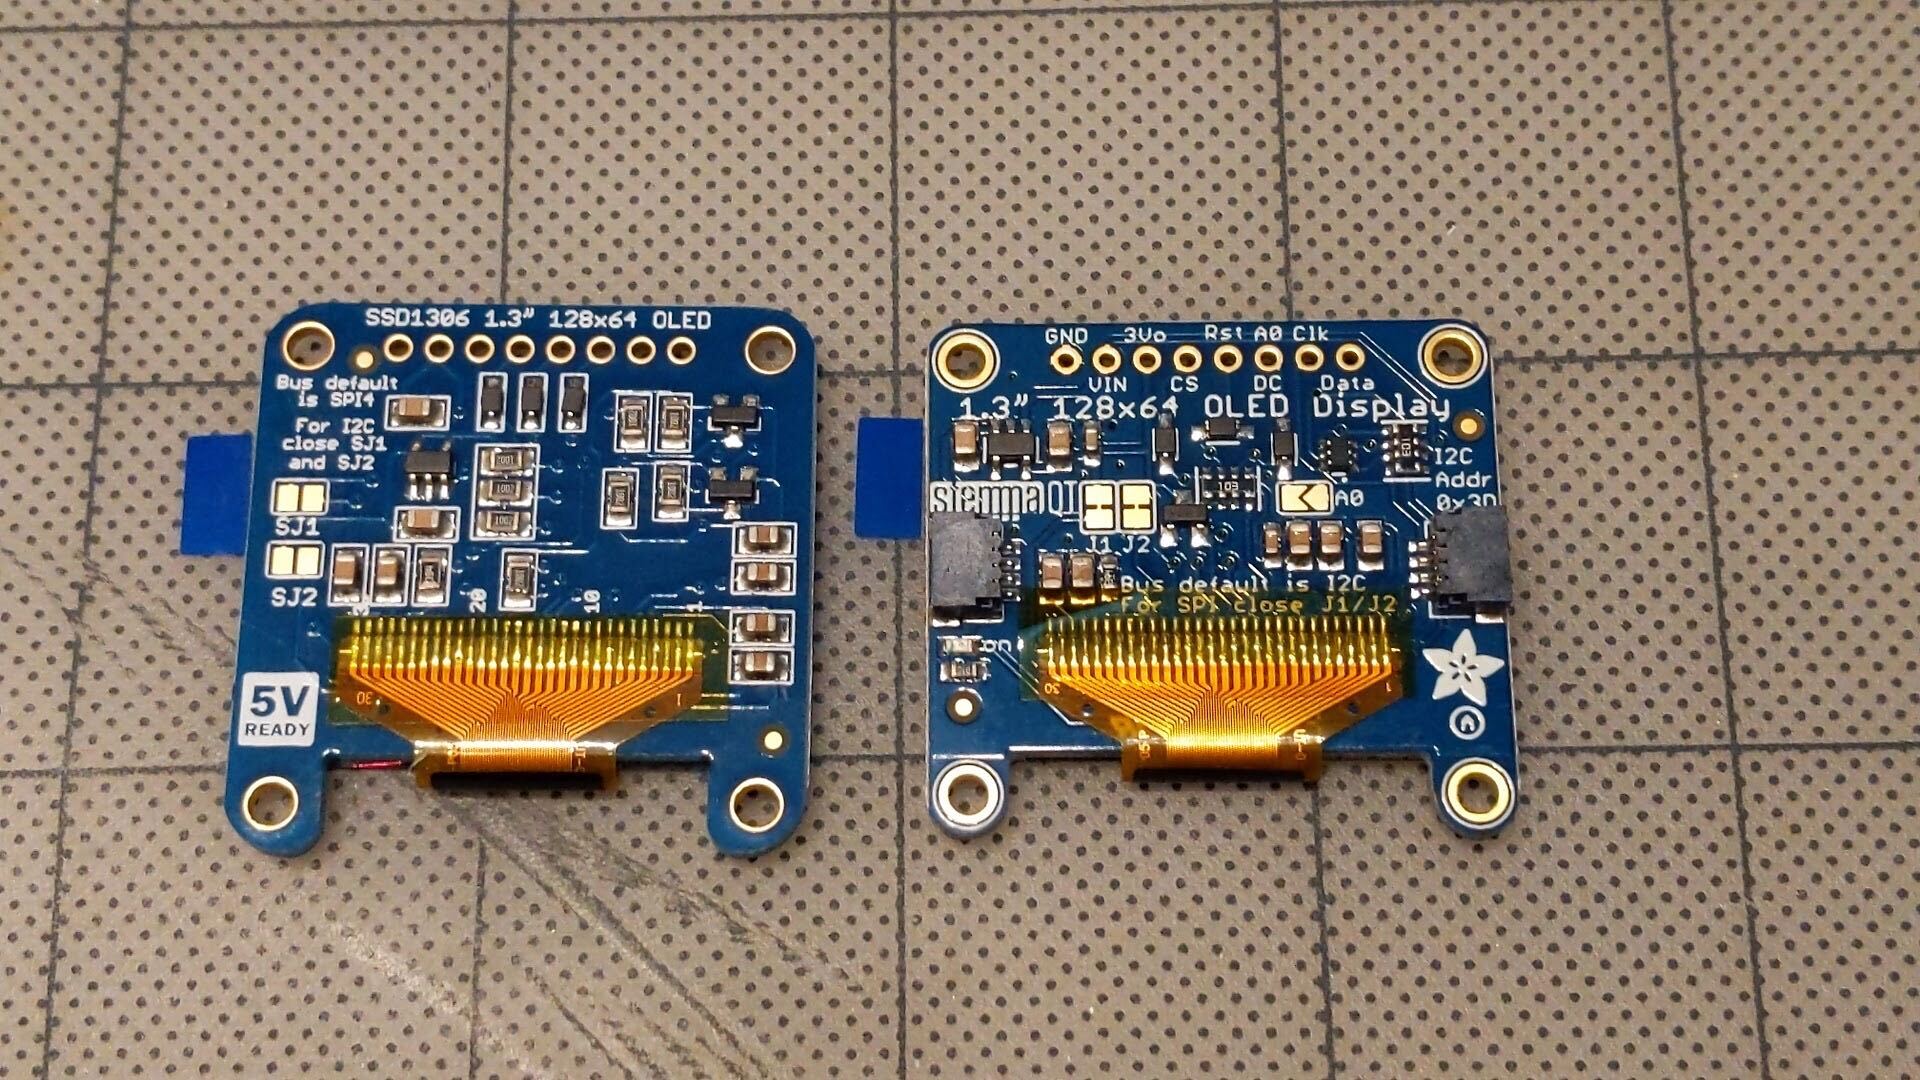 SSD1306 1.3" 128x64 OLED
Bus default
is SPI4
For I2C
close SJ1
and SJ2
SJ1
SJ2
20
10
1
30
1
5V
READY
GND 3Vo Rst A0 Clk
VIN CS DC Data
1.3" 128x64 OLED Display
I2C
Addr
0x3D
stemma QT
103
A0
J1 J2
Bus default is I2C
For SPI close J1/J2
on
30
1